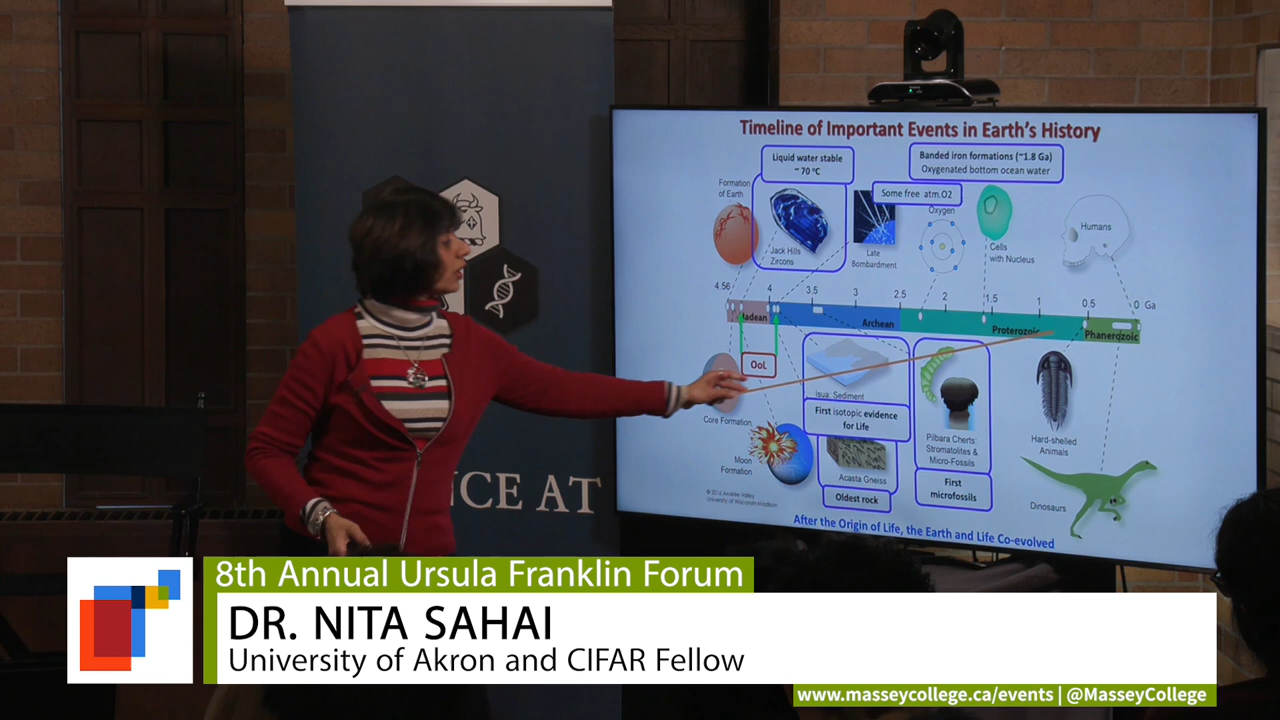 Timeline of Important Events in Earth's History
Liquid water stable
~ 70 ºC
Banded iron formations (~1.8 Ga)
Oxygenated bottom ocean water
Formation
of Earth
Some free atm.O2
Oxygen
Jack Hills
Zircons
Late
Bombardment
Cells
with Nucleus
Humans
4.56
4
3.5
3
2.5
2
1.5
1
0.5
0 Ga
Hadean
Archean
Proterozoic
Phanerozoic
OoL
Isua: Sediment
First isotopic evidence
for Life
Core Formation
Moon
Formation
Acasta Gneiss
Oldest rock
Pilbara Cherts:
Stromatolites &
Micro-Fossils
First
microfossils
Hard-shelled
Animals
Dinosaurs
University of Wisconsin-Madison
After the Origin of Life, the Earth and Life Co-evolved
NCE AT
8th Annual Ursula Franklin Forum
DR. NITA SAHAI
University of Akron and CIFAR Fellow
www.masseycollege.ca/events | @MasseyCollege